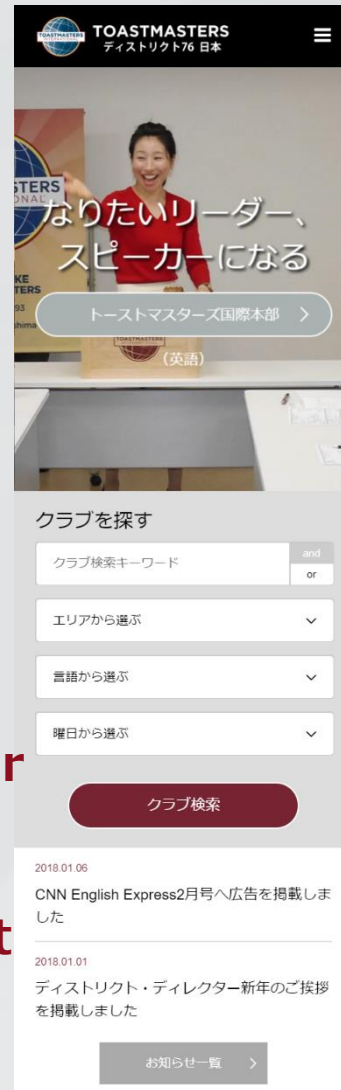 TOASTMASTERS
ディストリクト76 日本
TOASTMASTERS
なりたいリーダー、
スピーカーになる
トーストマスターズ国際本部
(英語)
クラブを探す
クラブ検索キーワード
and
or
エリアから選ぶ
言語から選ぶ
曜日から選ぶ
クラブ検索
2018.01.06
CNN English Express2月号へ広告を掲載しま
した
2018.01.01
ディストリクト・ディレクター新年のご挨拶
を掲載しました
お知らせ一覧
r
t